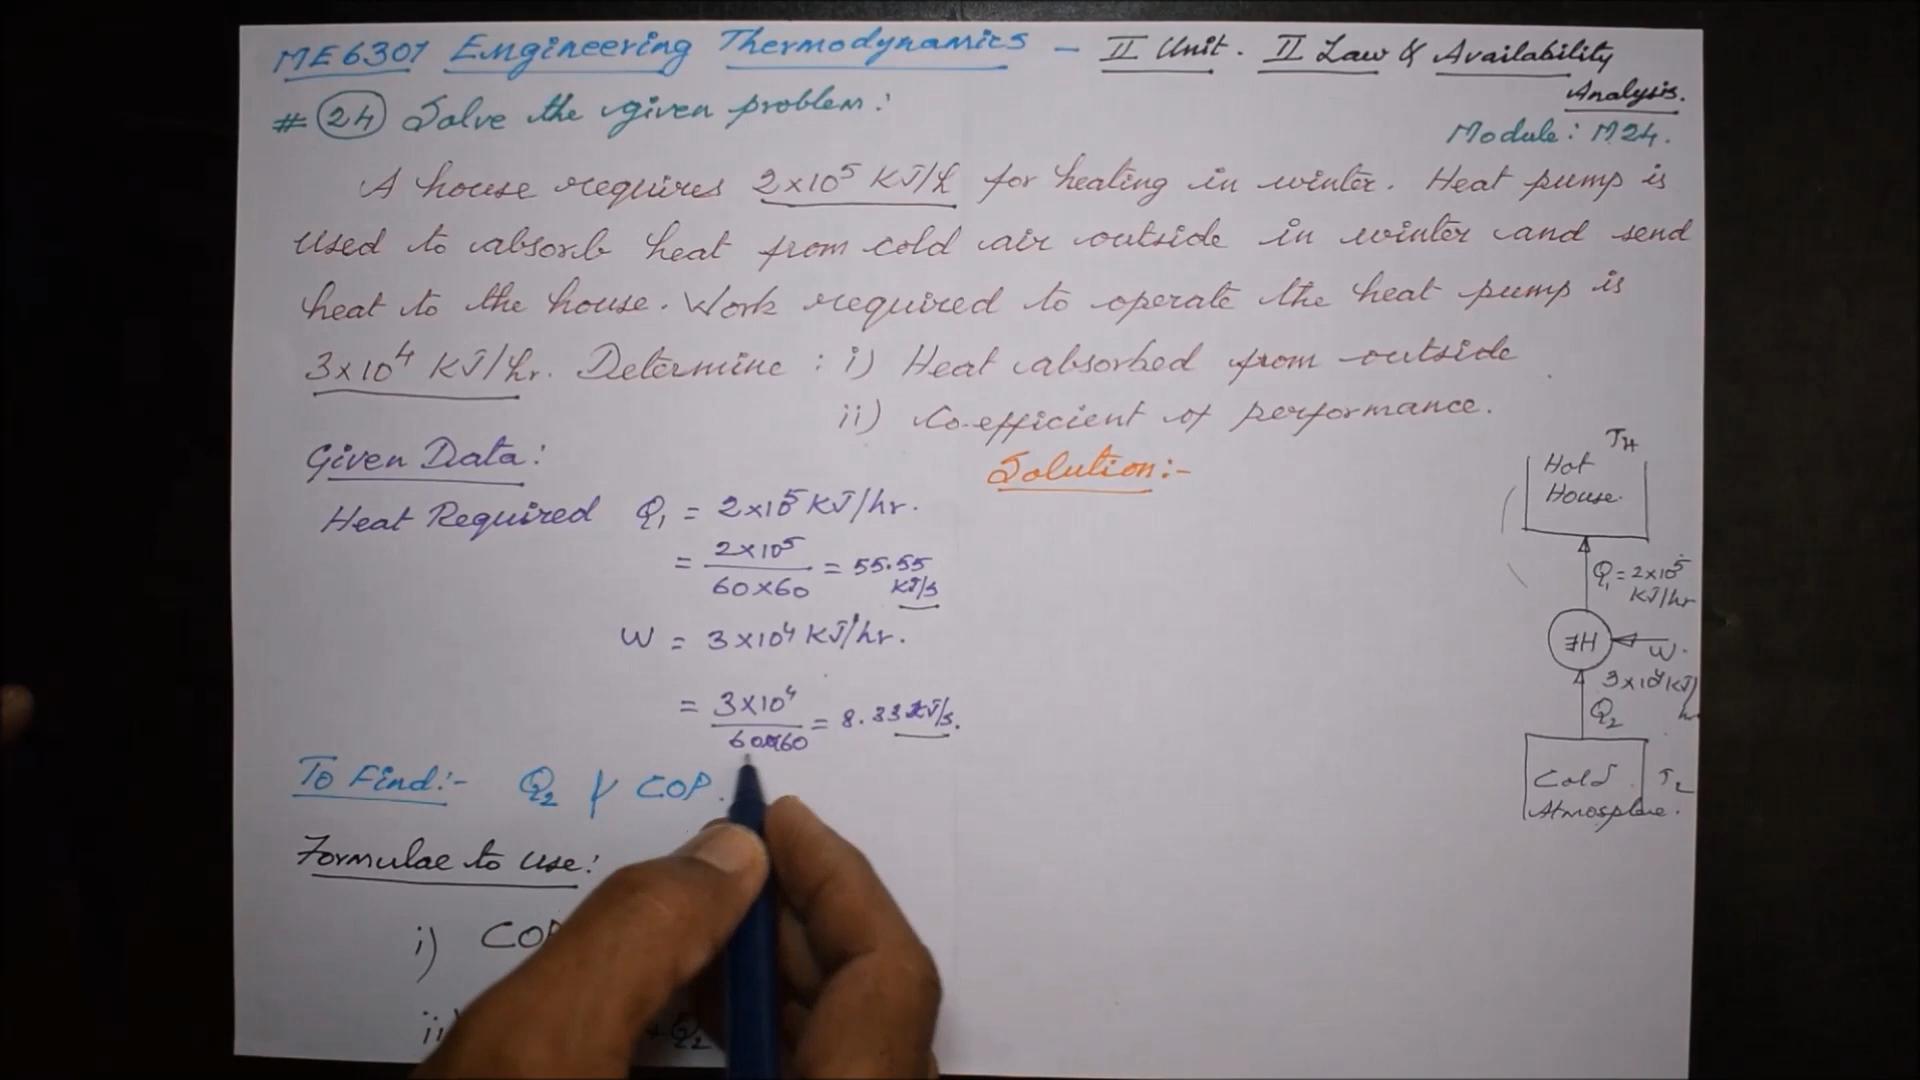 ME6301 Engineering Thermodynamics - II Unit. II Law & Availability
Analysis.
# 24 Solve the given problem:
Module: M24.
A house requires 2×10⁵ KJ/h for heating in winter. Heat pump is
used to absorb heat from cold air outside in winter and send
heat to the house. Work required to operate the heat pump is
3×10⁴ KJ/hr. Determine: i) Heat absorbed from outside
ii) Co-efficient of performance.
Given Data:
Heat Required Q₁ = 2×10⁵ KJ/hr.
= 2×10⁵ / 60×60 = 55.55 KJ/s
W = 3×10⁴ KJ/hr.
= 3×10⁴ / 60×60 = 8.33 KJ/s.
To Find:- Q₂ & COP.
Formulae to use:
i) COP
ii) + Q₂
Solution:-
T_H
Hot
House.
Q₁ = 2×10⁵
KJ/hr
W.
3×10⁴ KJ/
hr
Q₂
Cold T_L
Atmosphere.